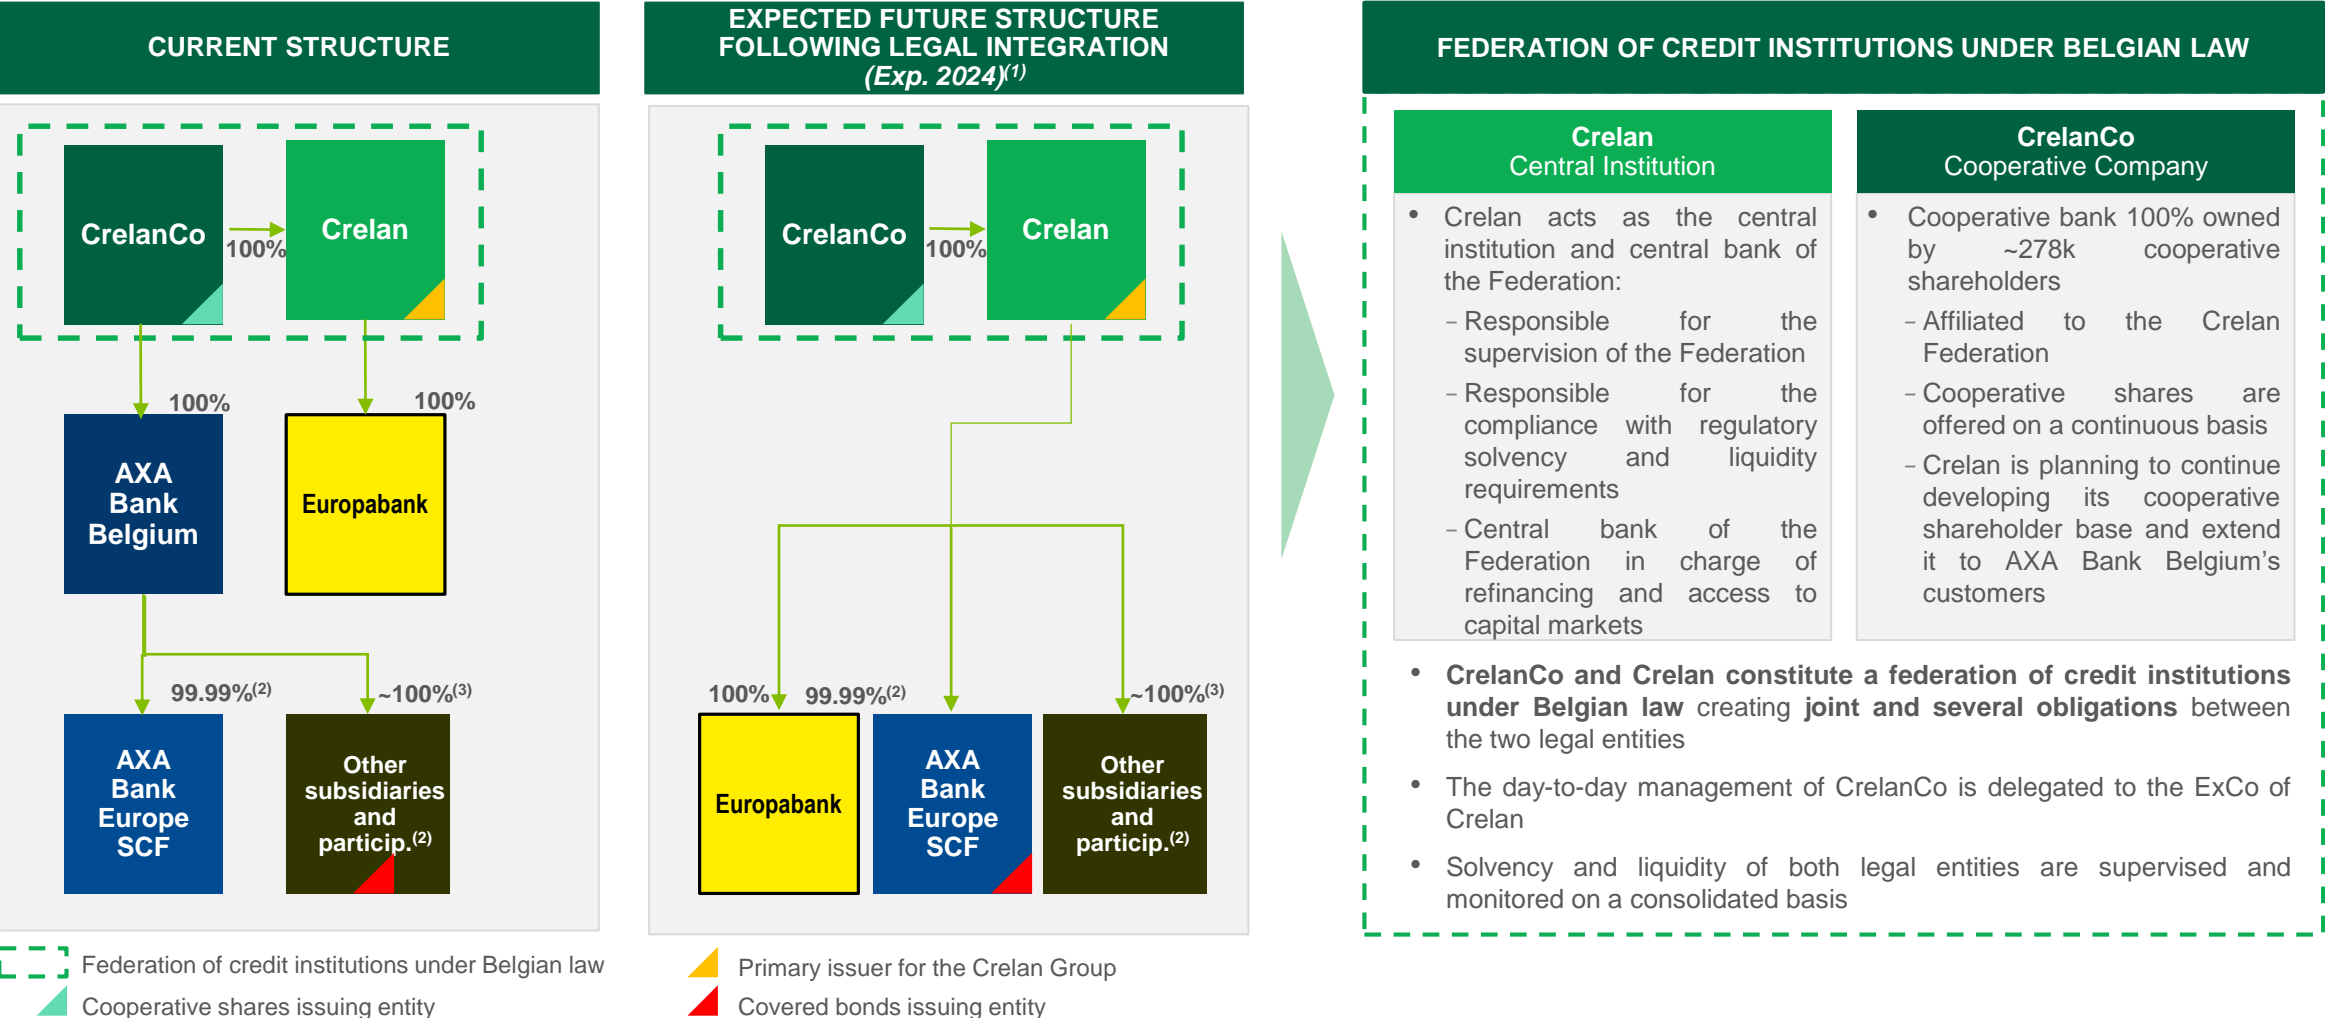 CURRENT STRUCTURE
CrelanCo
100%
Crelan
100%
100%
AXA
Bank
Belgium
Europabank
99.99%(2)
~100%(3)
AXA
Bank
Europe
SCF
Other
subsidiaries
and
particip.(2)
EXPECTED FUTURE STRUCTURE
FOLLOWING LEGAL INTEGRATION
(Exp. 2024)(1)
CrelanCo
100%
Crelan
100%
99.99%(2)
~100%(3)
Europabank
AXA
Bank
Europe
SCF
Other
subsidiaries
and
particip.(2)
FEDERATION OF CREDIT INSTITUTIONS UNDER BELGIAN LAW
Crelan
Central Institution
• Crelan acts as the central
institution and central bank of
the Federation:
– Responsible for the
supervision of the Federation
– Responsible for the
compliance with regulatory
solvency and liquidity
requirements
– Central bank of the
Federation in charge of
refinancing and access to
capital markets
CrelanCo
Cooperative Company
• Cooperative bank 100% owned
by ~278k cooperative
shareholders
– Affiliated to the Crelan
Federation
– Cooperative shares are
offered on a continuous basis
– Crelan is planning to continue
developing its cooperative
shareholder base and extend
it to AXA Bank Belgium's
customers
• CrelanCo and Crelan constitute a federation of credit institutions
under Belgian law creating joint and several obligations between
the two legal entities
• The day-to-day management of CrelanCo is delegated to the ExCo of
Crelan
• Solvency and liquidity of both legal entities are supervised and
monitored on a consolidated basis
Federation of credit institutions under Belgian law
Cooperative shares issuing entity
Primary issuer for the Crelan Group
Covered bonds issuing entity